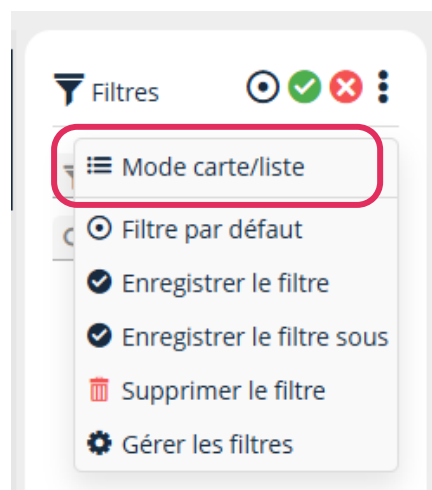 Filtres
Mode carte/liste
Filtre par défaut
Enregistrer le filtre
Enregistrer le filtre sous
Supprimer le filtre
Gérer les filtres